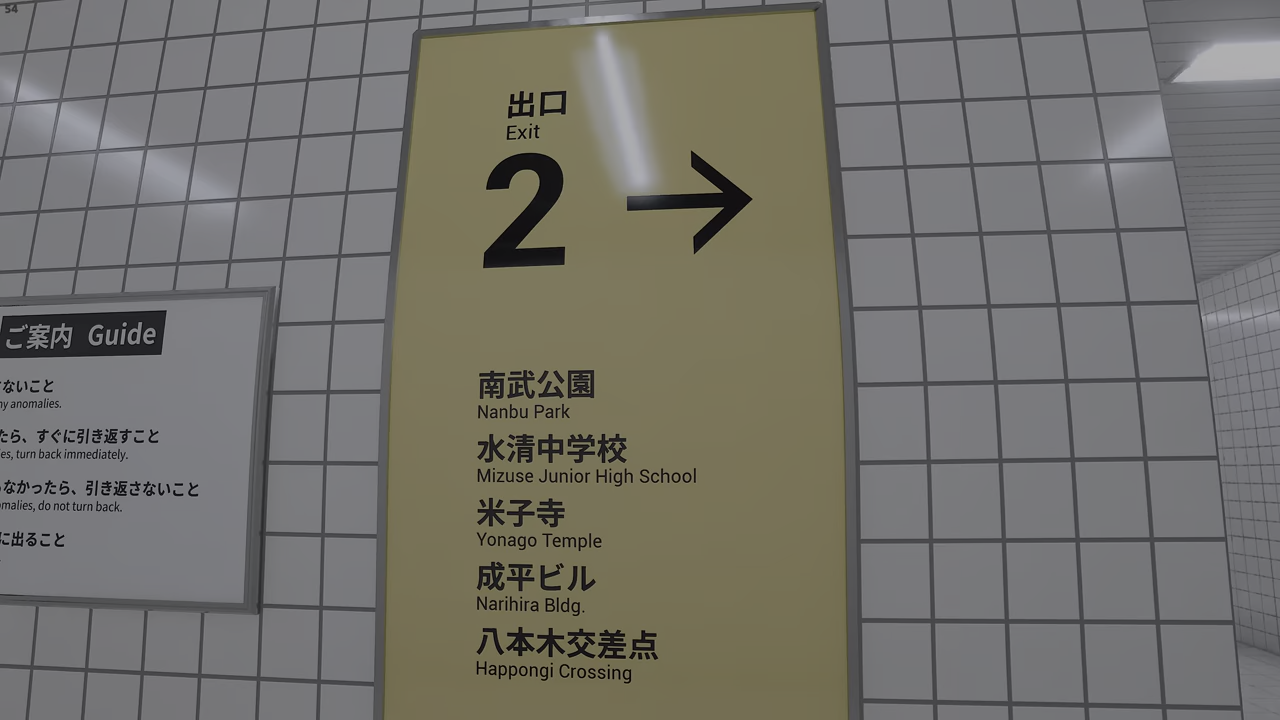 54
出口
Exit
2
南武公園
Nanbu Park
水清中学校
Mizuse Junior High School
米子寺
Yonago Temple
成平ビル
Narihira Bldg.
八本木交差点
Happongi Crossing
ご案内 Guide
ないこと
anomalies.
たら、すぐに引き返すこと
turn back immediately.
なかったら、引き返さないこと
do not turn back.
に出ること